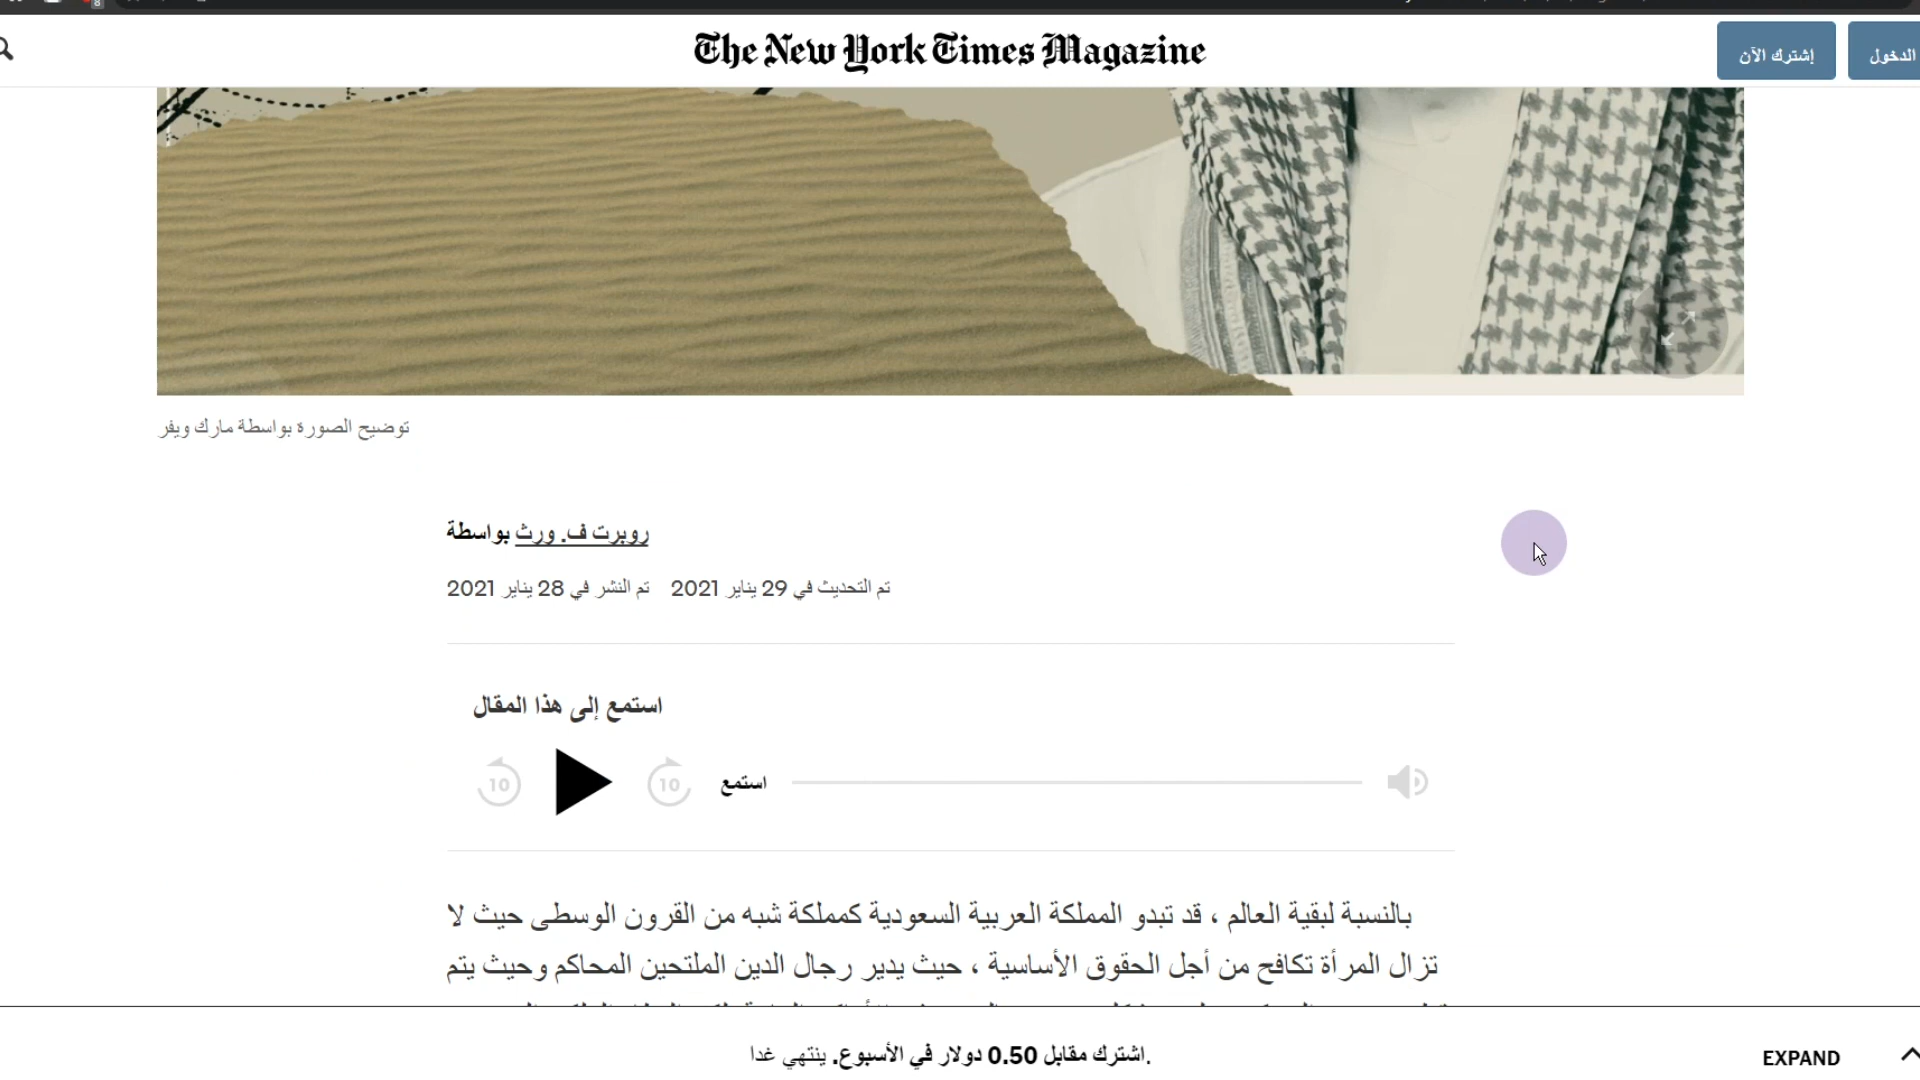 8
The New York Times Magazine
إشترك الآن
الدخول
توضيح الصورة بواسطة مارك ويفر
روبرت ف. ورث بواسطة
تم النشر في 28 يناير 2021 تم التحديث في 29 يناير 2021
استمع إلى هذا المقال
10 10 استمع
بالنسبة لبقية العالم ، قد تبدو المملكة العربية السعودية كمملكة شبه من القرون الوسطى حيث لا
تزال المرأة تكافح من أجل الحقوق الأساسية ، حيث يدير رجال الدين الملتحين المحاكم وحيث يتم
اشترك مقابل 0.50 دولار في الأسبوع. ينتهي غدا.
EXPAND